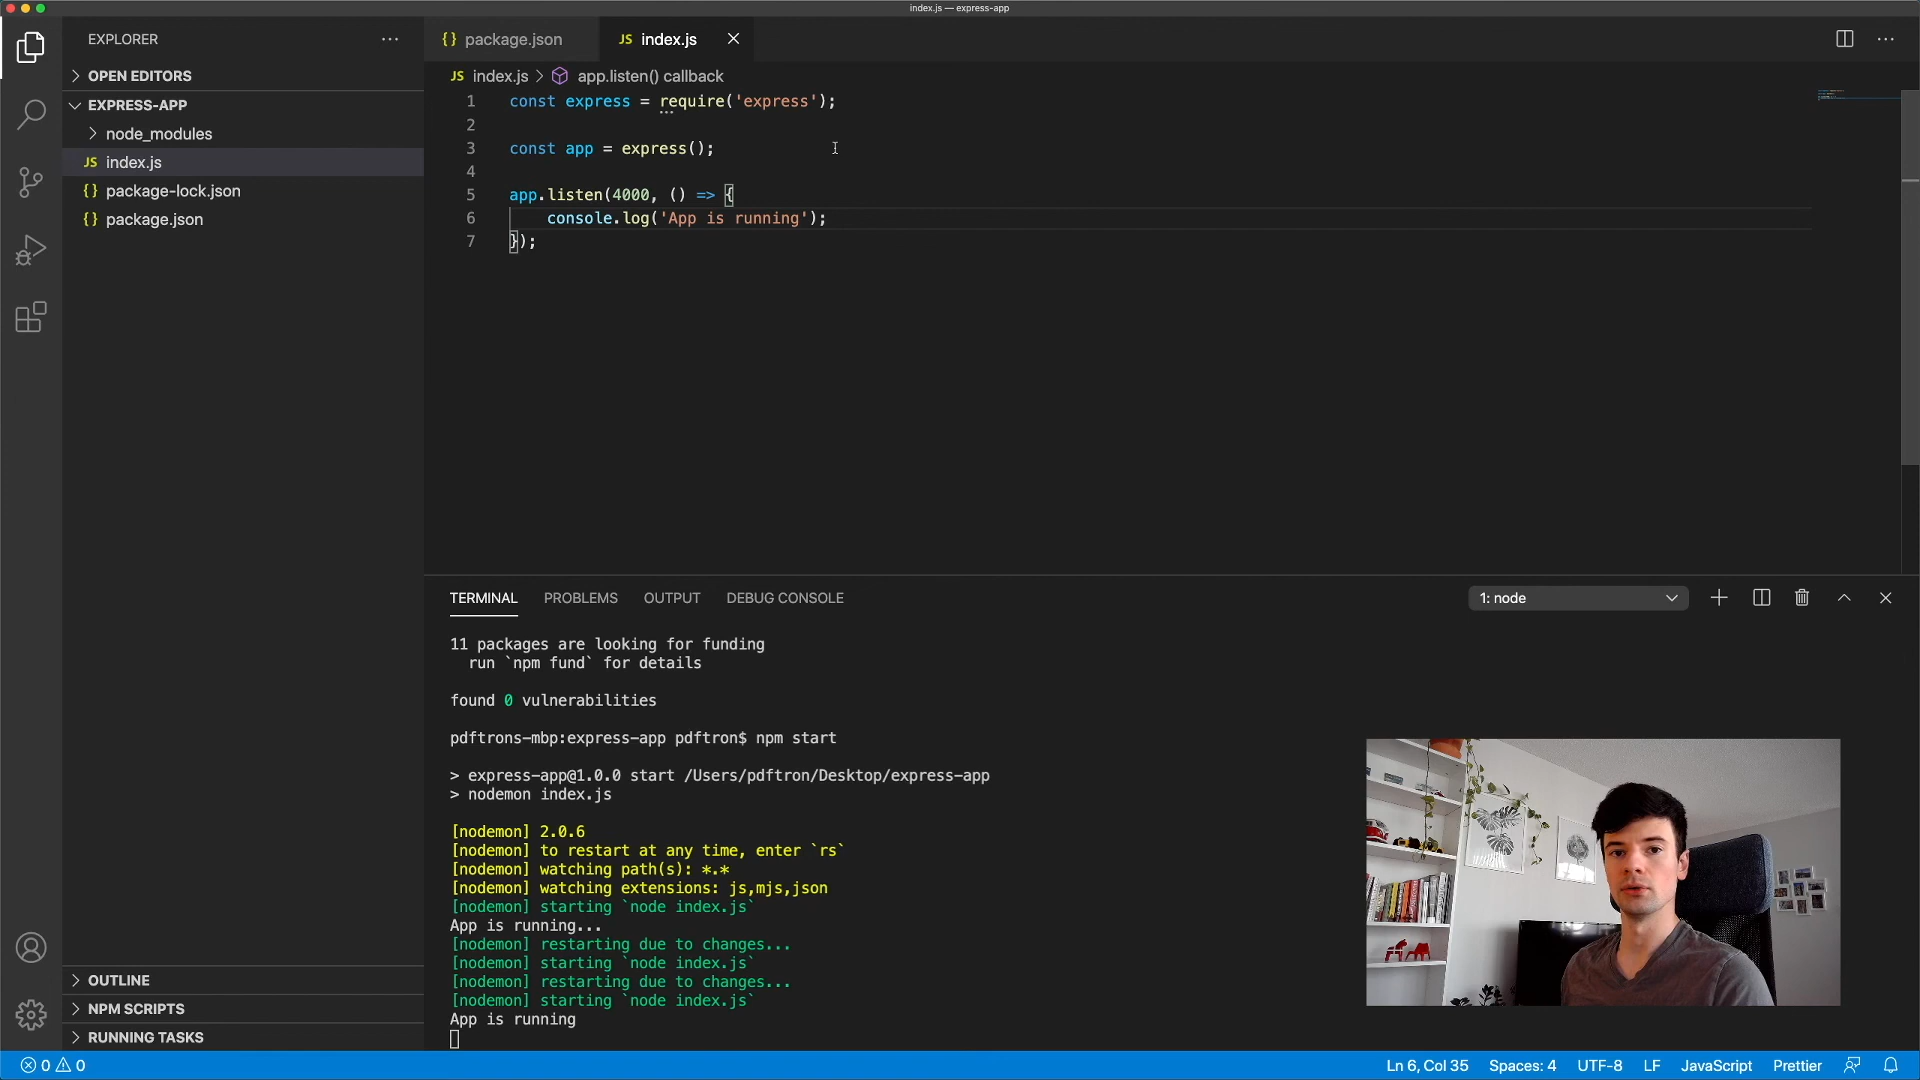 index.js — express-app
EXPLORER
OPEN EDITORS
EXPRESS-APP
node_modules
JS index.js
{} package-lock.json
{} package.json
OUTLINE
NPM SCRIPTS
RUNNING TASKS
{} package.json
JS index.js
JS index.js > app.listen() callback
1 const express = require('express');
2
3 const app = express();
4
5 app.listen(4000, () => {
6 console.log('App is running');
7 });
TERMINAL PROBLEMS OUTPUT DEBUG CONSOLE
1: node
11 packages are looking for funding
run `npm fund` for details
found 0 vulnerabilities
pdftrons-mbp:express-app pdftron$ npm start
> express-app@1.0.0 start /Users/pdftron/Desktop/express-app
> nodemon index.js
[nodemon] 2.0.6
[nodemon] to restart at any time, enter `rs`
[nodemon] watching path(s): *.*
[nodemon] watching extensions: js,mjs,json
[nodemon] starting `node index.js`
App is running...
[nodemon] restarting due to changes...
[nodemon] starting `node index.js`
[nodemon] restarting due to changes...
[nodemon] starting `node index.js`
App is running
0 0
Ln 6, Col 35 Spaces: 4 UTF-8 LF JavaScript Prettier